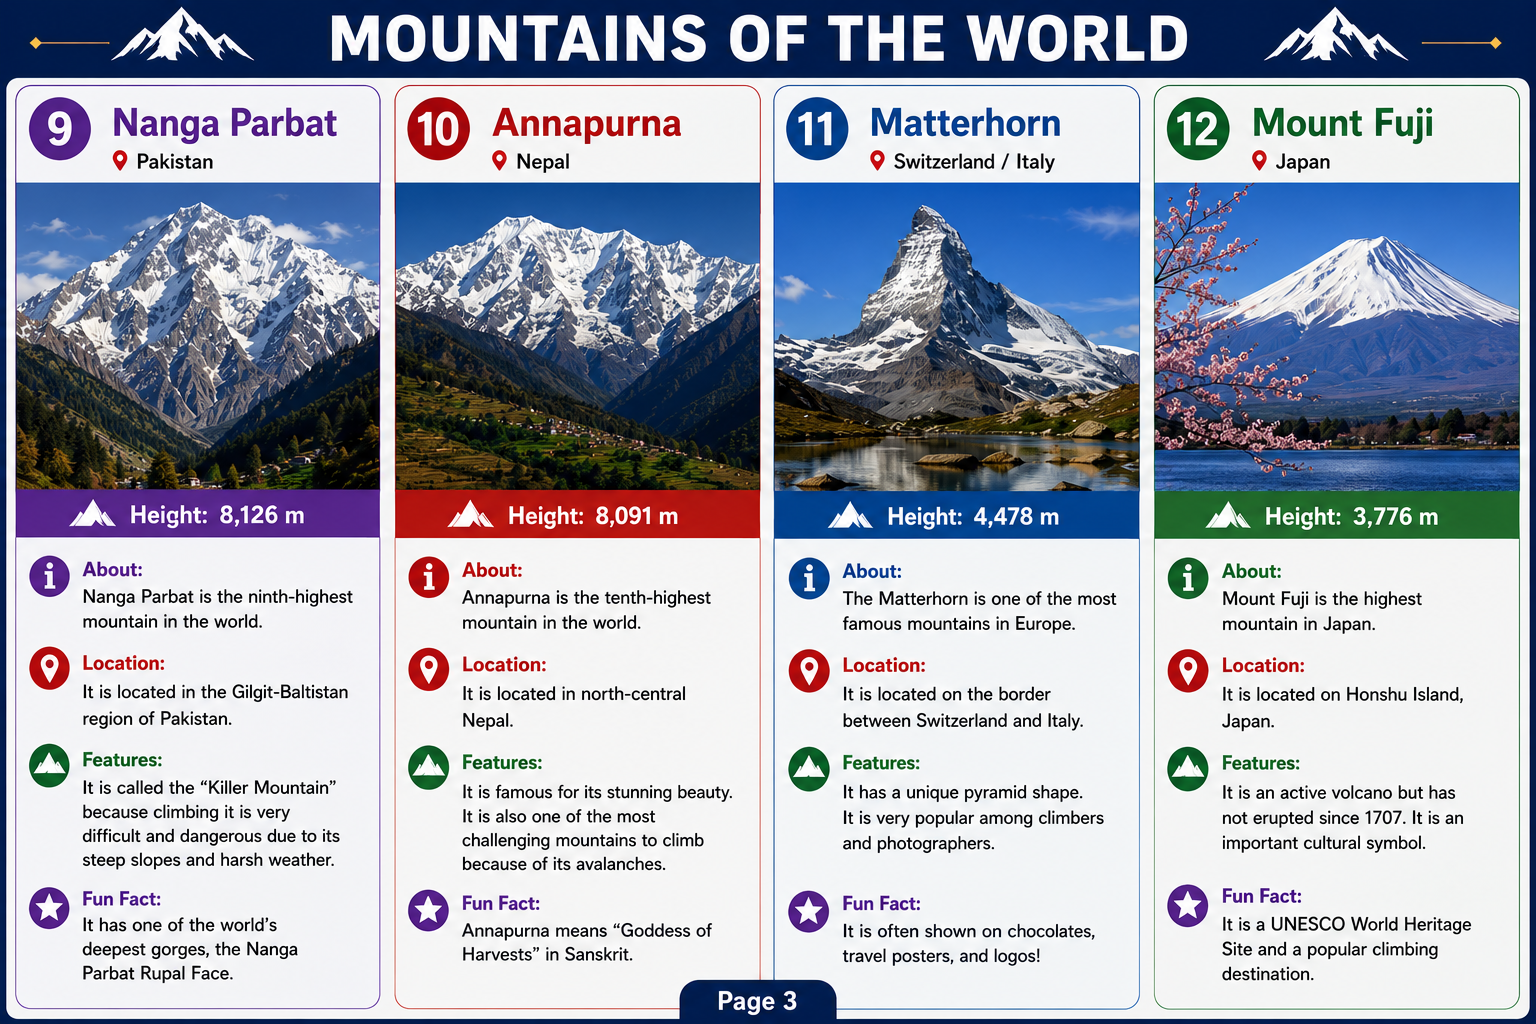 MOUNTAINS OF THE WORLD
9
Nanga Parbat
Pakistan
Height: 8,126 m
About:
Nanga Parbat is the ninth-highest
mountain in the world.
Location:
It is located in the Gilgit-Baltistan
region of Pakistan.
Features:
It is called the “Killer Mountain”
because climbing it is very
difficult and dangerous due to its
steep slopes and harsh weather.
Fun Fact:
It has one of the world’s
deepest gorges, the Nanga
Parbat Rupal Face.
10
Annapurna
Nepal
Height: 8,091 m
About:
Annapurna is the tenth-highest
mountain in the world.
Location:
It is located in north-central
Nepal.
Features:
It is famous for its stunning beauty.
It is also one of the most
challenging mountains to climb
because of its avalanches.
Fun Fact:
Annapurna means “Goddess of
Harvests” in Sanskrit.
11
Matterhorn
Switzerland / Italy
Height: 4,478 m
About:
The Matterhorn is one of the most
famous mountains in Europe.
Location:
It is located on the border
between Switzerland and Italy.
Features:
It has a unique pyramid shape.
It is very popular among climbers
and photographers.
Fun Fact:
It is often shown on chocolates,
travel posters, and logos!
12
Mount Fuji
Japan
Height: 3,776 m
About:
Mount Fuji is the highest
mountain in Japan.
Location:
It is located on Honshu Island,
Japan.
Features:
It is an active volcano but has
not erupted since 1707. It is an
important cultural symbol.
Fun Fact:
It is a UNESCO World Heritage
Site and a popular climbing
destination.
Page 3